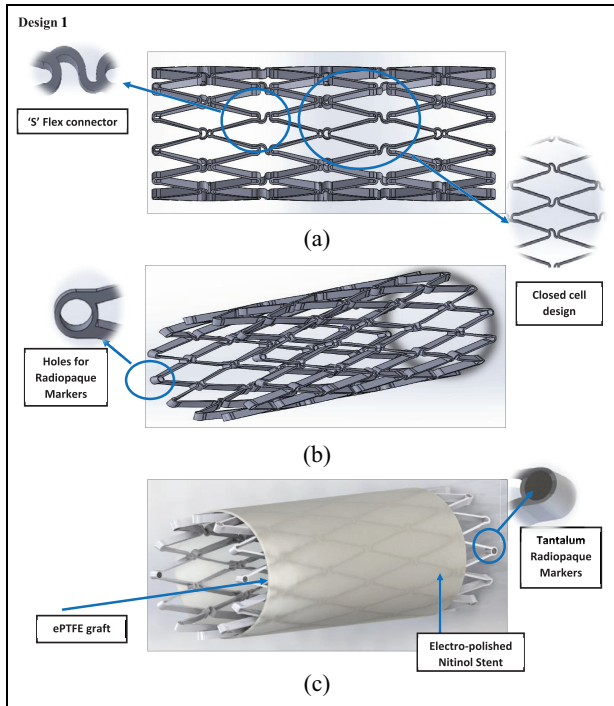 Design 1
‘S’ Flex connector
(a)
Closed cell
design
Holes for
Radiopaque
Markers
(b)
Tantalum
Radiopaque
Markers
ePTFE graft
Electro-polished
Nitinol Stent
(c)